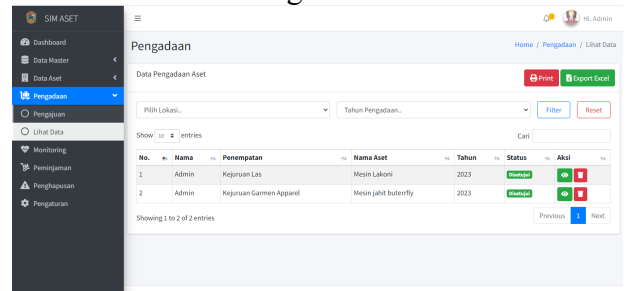 SIM ASET
Hi, Admin
Dashboard
Data Master
Data Aset
Pengadaan
Pengajuan
Lihat Data
Monitoring
Peminjaman
Penghapusan
Pengaturan
Pengadaan
Home / Pengadaan / Lihat Data
Data Pengadaan Aset
Print
Export Excel
Pilih Lokasi..
Tahun Pengadaan..
Filter
Reset
Show 10 entries
Cari
No. Nama Penempatan Nama Aset Tahun Status Aksi
1 Admin Kejuruan Las Mesin Lakoni 2023 Disetujui
2 Admin Kejuruan Garmen Apparel Mesin jahit buterrfly 2023 Disetujui
Showing 1 to 2 of 2 entries
Previous 1 Next